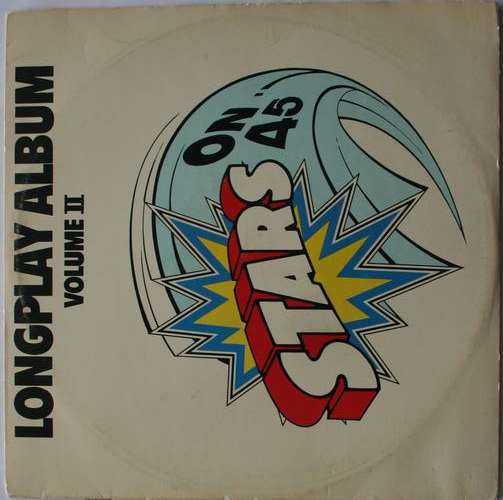 LONGPLAY ALBUM
VOLUME II
STARS
ON
45